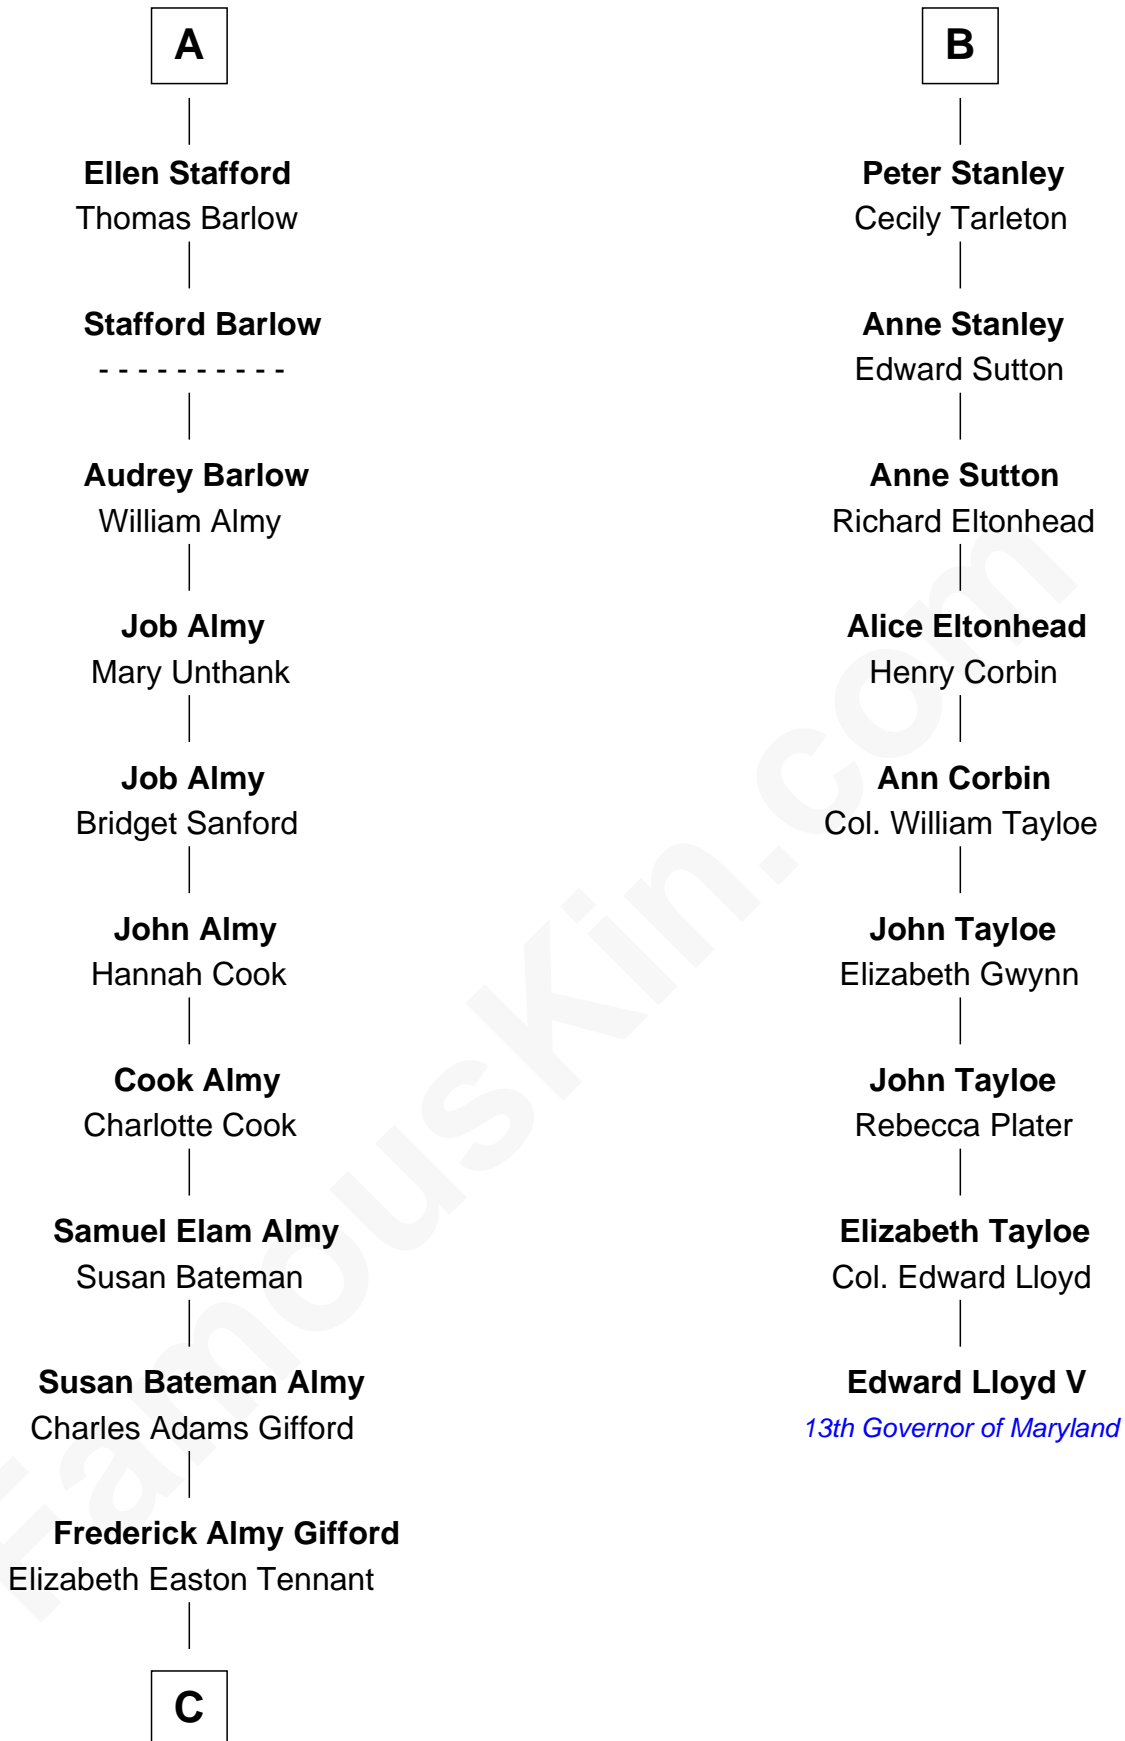 A
Ellen Stafford
Thomas Barlow
Stafford Barlow
- - - - - - - - - -
Audrey Barlow
William Almy
Job Almy
Mary Unthank
Job Almy
Bridget Sanford
John Almy
Hannah Cook
Cook Almy
Charlotte Cook
Samuel Elam Almy
Susan Bateman
Susan Bateman Almy
Charles Adams Gifford
Frederick Almy Gifford
Elizabeth Easton Tennant
C
B
Peter Stanley
Cecily Tarleton
Anne Stanley
Edward Sutton
Anne Sutton
Richard Eltonhead
Alice Eltonhead
Henry Corbin
Ann Corbin
Col. William Tayloe
John Tayloe
Elizabeth Gwynn
John Tayloe
Rebecca Plater
Elizabeth Tayloe
Col. Edward Lloyd
Edward Lloyd V
13th Governor of Maryland
FamousKin.com